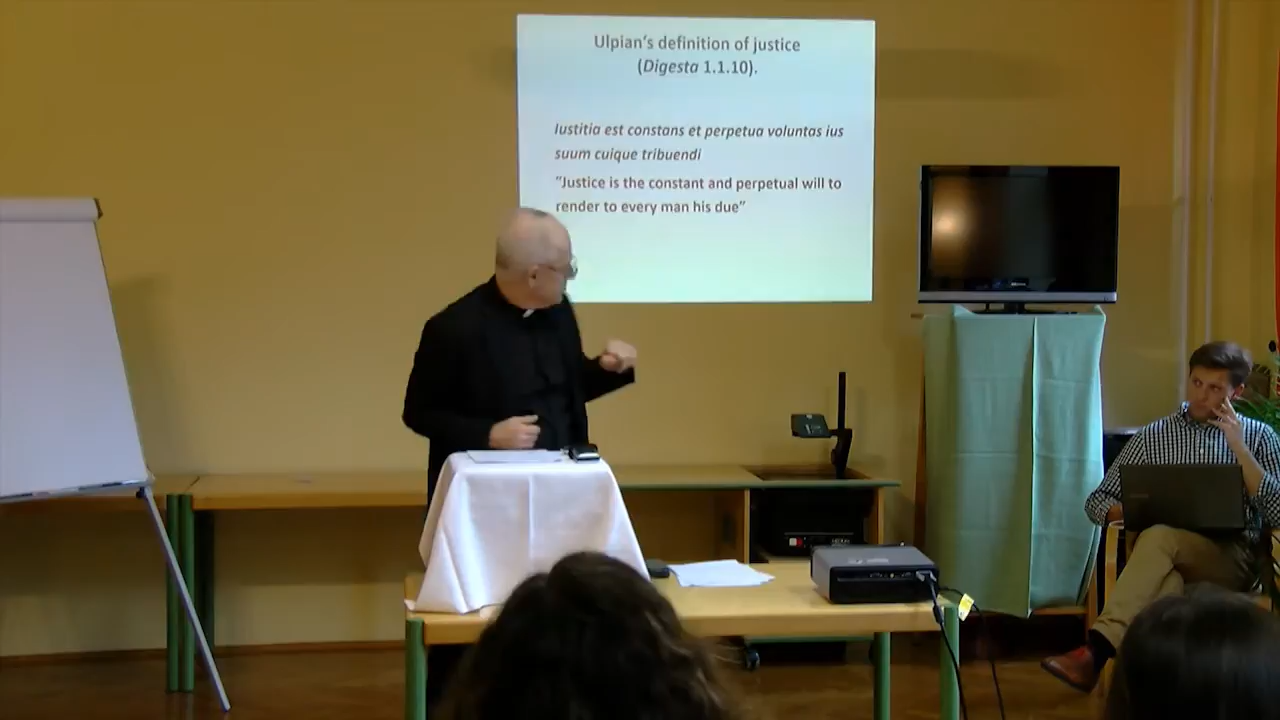 Ulpian's definition of justice
(Digesta 1.1.10).
Iustitia est constans et perpetua voluntas ius
suum cuique tribuendi
"Justice is the constant and perpetual will to
render to every man his due"